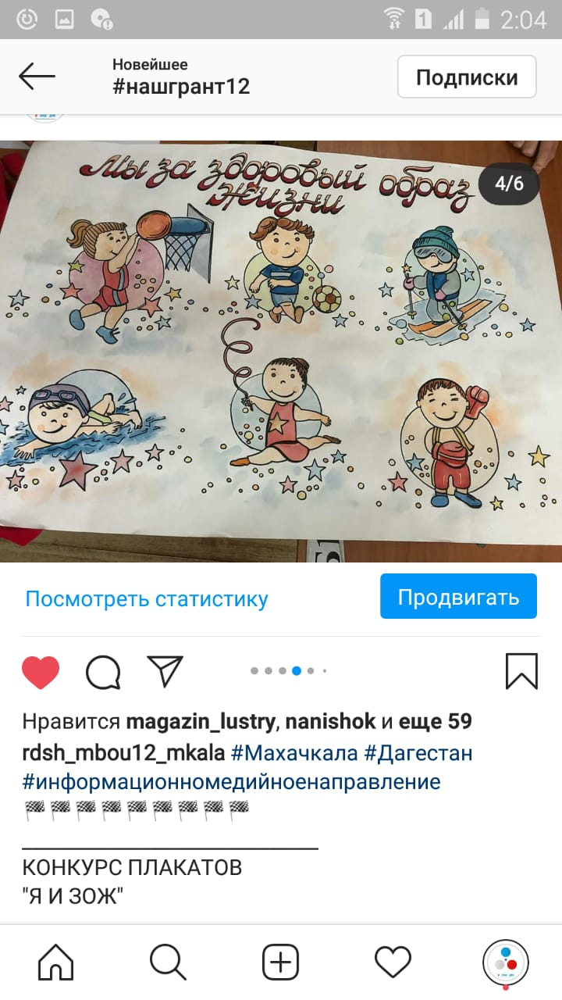 2:04
1
Новейшее
#нашгрант12
Подписки
Мы за здоровый образ
жизни
4/6
Посмотреть статистику
Продвигать
Нравится magazin_lustry, nanishok и еще 59
rdsh_mbou12_mkala #Махачкала #Дагестан
#информационномедийноенаправление
КОНКУРС ПЛАКАТОВ
"Я И ЗОЖ"